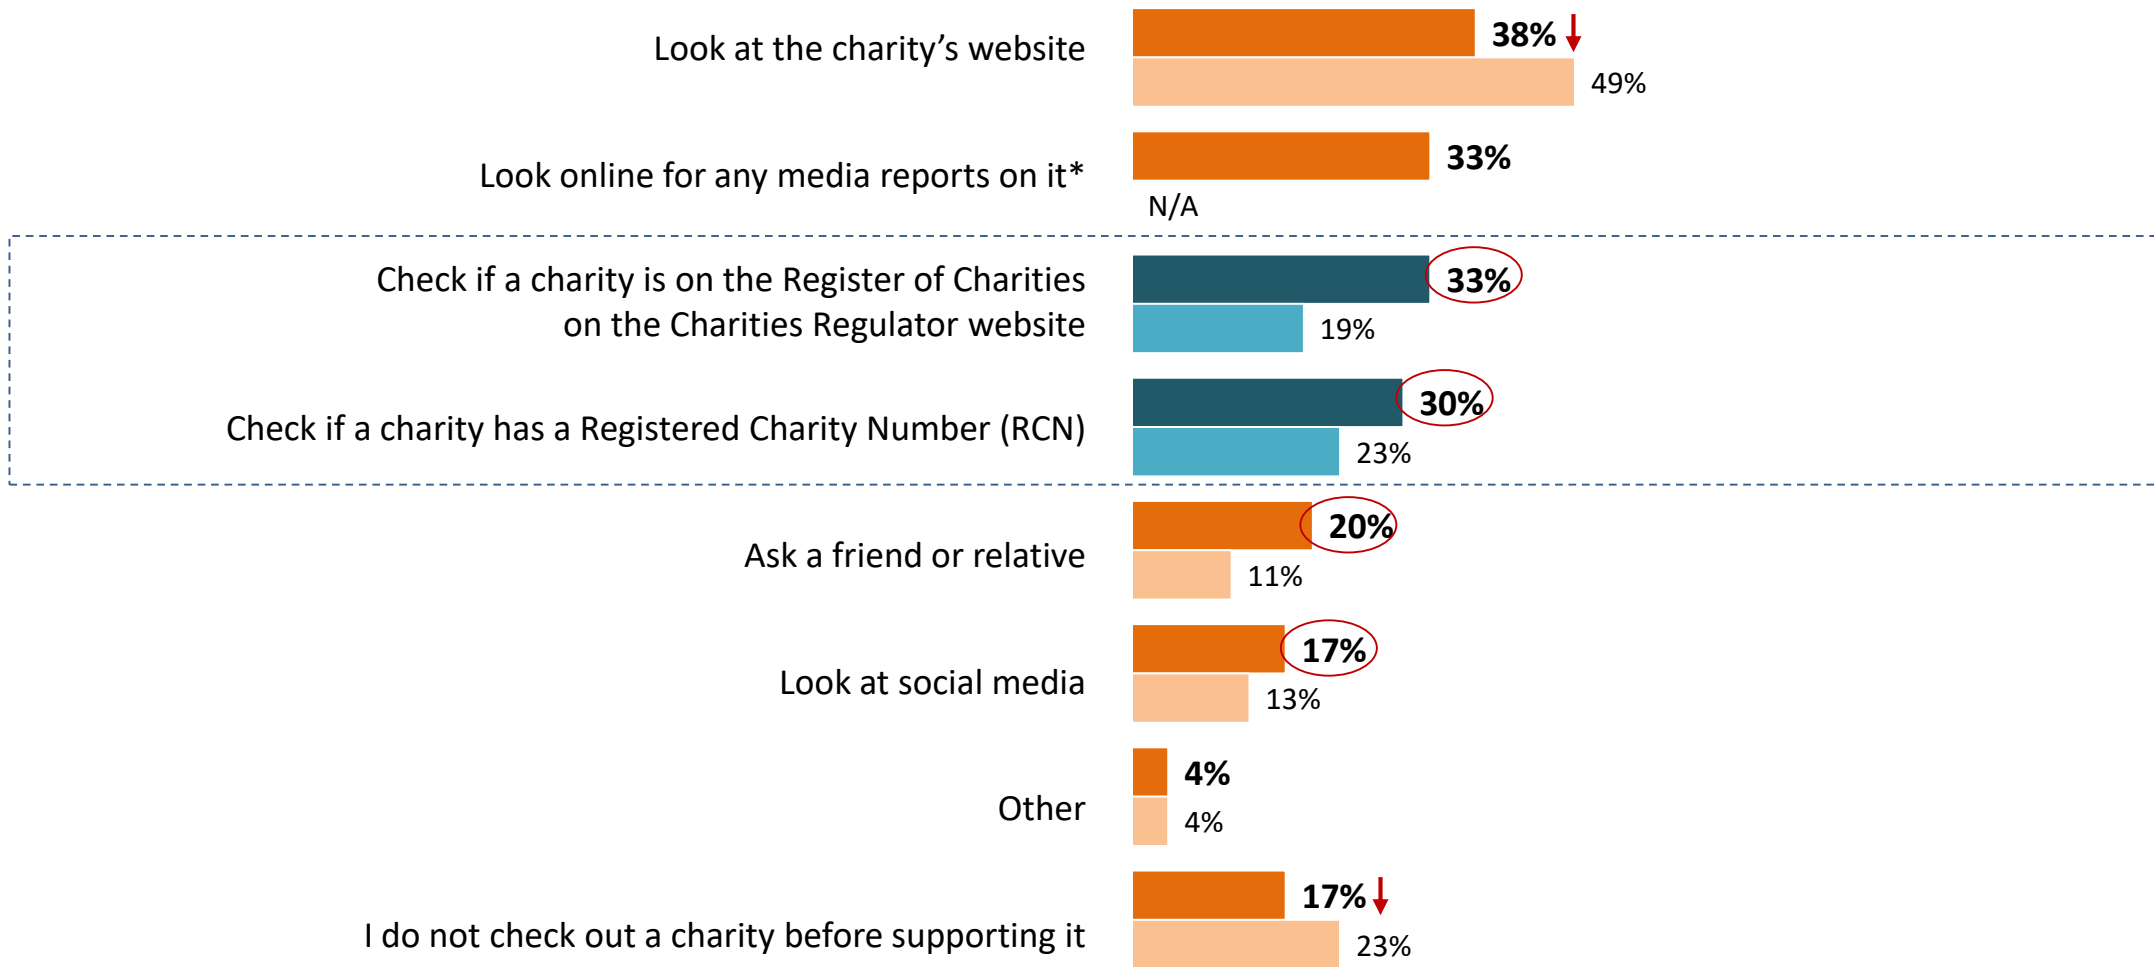 Look at the charity’s website
38%
49%
Look online for any media reports on it*
33%
N/A
Check if a charity is on the Register of Charities
on the Charities Regulator website
33%
19%
Check if a charity has a Registered Charity Number (RCN)
30%
23%
Ask a friend or relative
20%
11%
Look at social media
17%
13%
Other
4%
4%
I do not check out a charity before supporting it
17%
23%